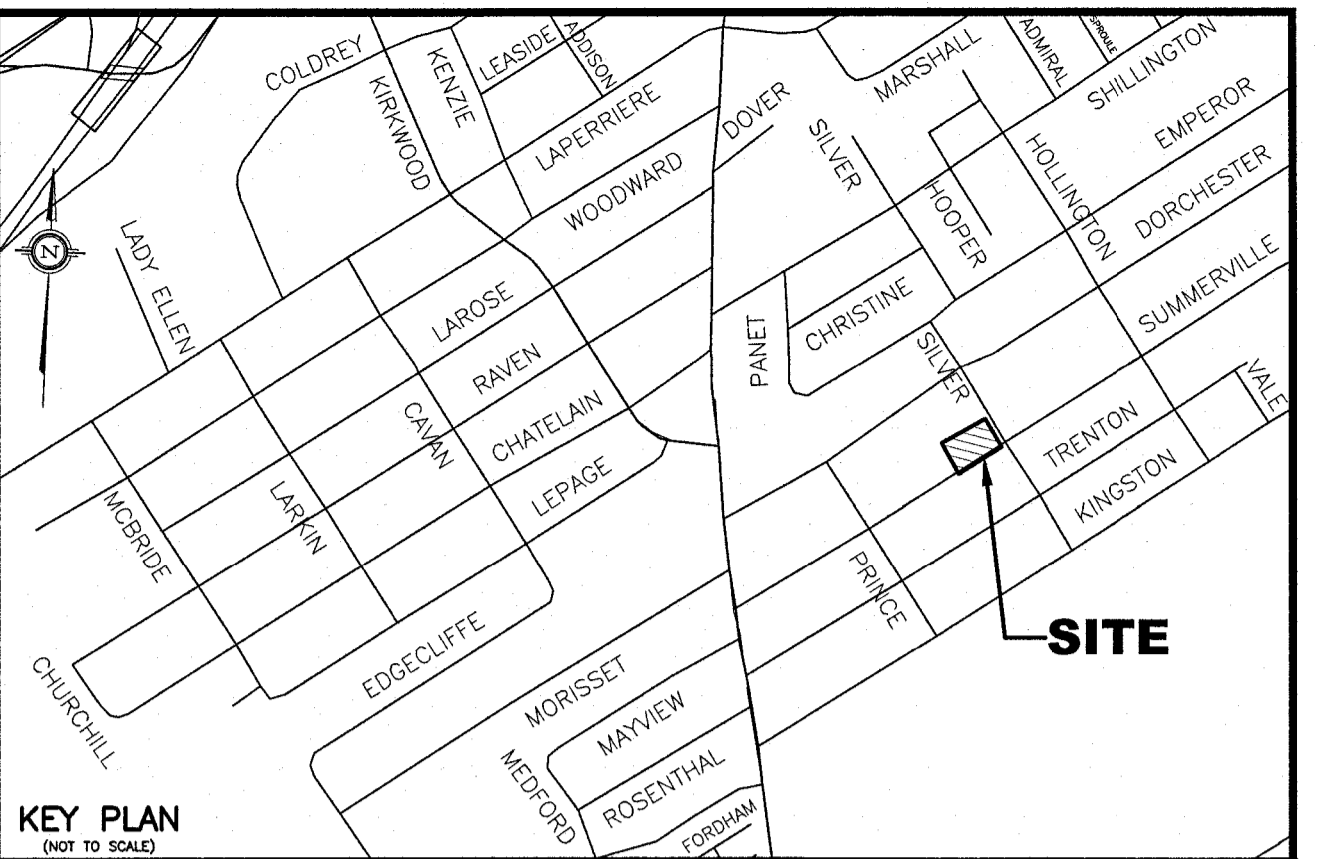 COLDREY
KIRKWOOD
KENZIE
LEASIDE
ADDISON
LAPERRIERE
WOODWARD
DOVER
MARSHALL
ADMIRAL
SPROULE
SHILLINGTON
EMPEROR
DORCHESTER
SUMMERVILLE
SILVER
HOOPER
HOLLINGTON
LADY ELLEN
N
LAROSE
RAVEN
CHATELAIN
LEPAGE
CAVAN
PANET
CHRISTINE
SILVER
VALE
TRENTON
KINGSTON
MCBRIDE
LARKIN
PRINCE
SITE
EDGECLIFFE
MORISSET
CHURCHILL
MEDFORD
MAYVIEW
ROSENTHAL
FORDHAM
KEY PLAN
(NOT TO SCALE)